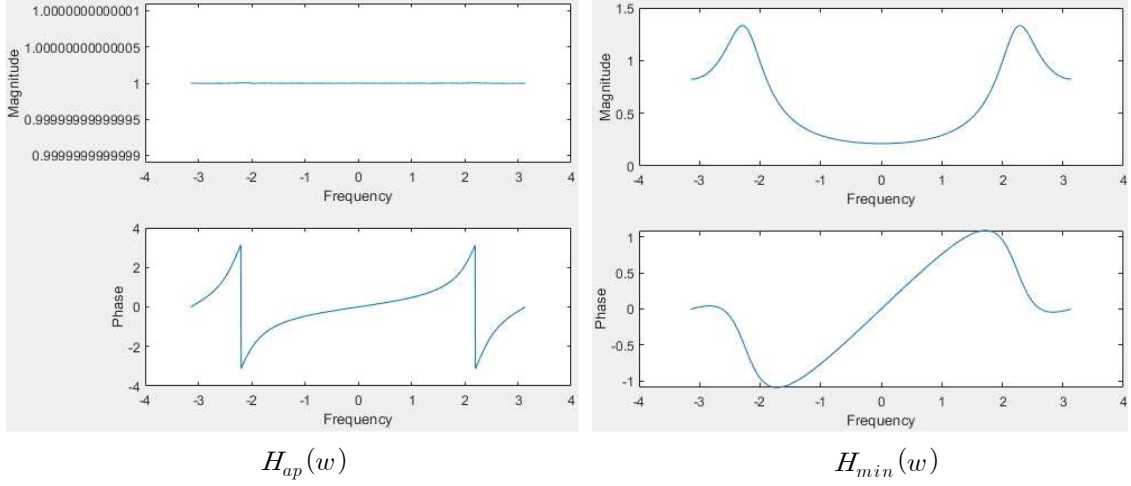 1.0000000000001
1.00000000000005
1
0.99999999999995
0.9999999999999
Magnitude
-4 -3 -2 -1 0 1 2 3 4
Frequency
4
2
0
-2
-4
Phase
-4 -3 -2 -1 0 1 2 3 4
Frequency
H_{ap}(w)
1.5
1
0.5
0
Magnitude
-4 -3 -2 -1 0 1 2 3 4
Frequency
1
0.5
0
-0.5
-1
Phase
-4 -3 -2 -1 0 1 2 3 4
Frequency
H_{min}(w)